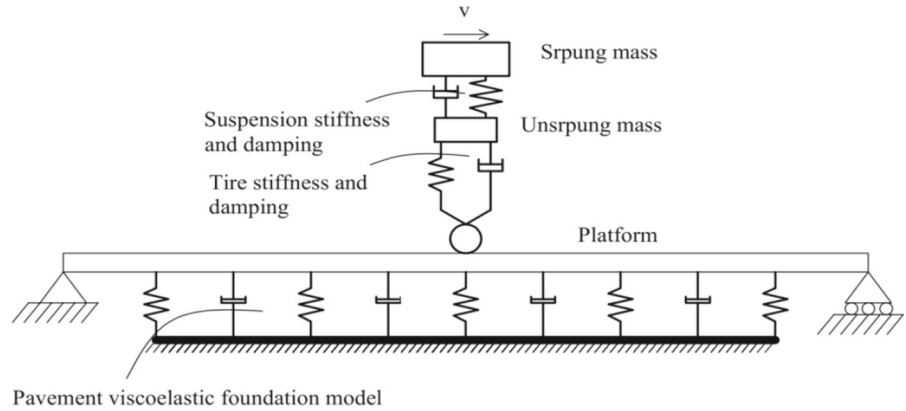 v
Srpung mass
Suspension stiffness
and damping
Unsrpung mass
Tire stiffness and
damping
Platform
Pavement viscoelastic foundation model